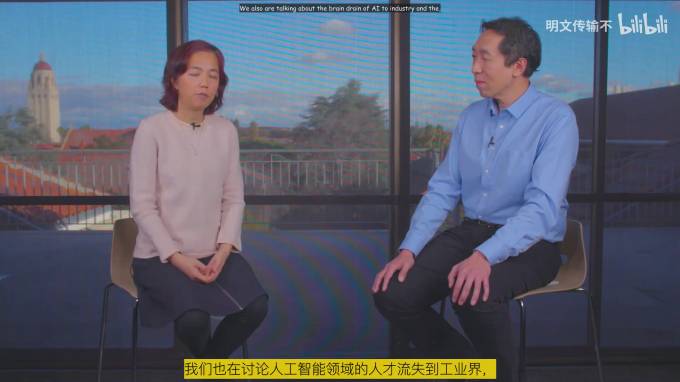 We also are talking about the brain drain of AI to industry and the.
明文传输不 bilibili
我们也在讨论人工智能领域的人才流失到工业界，